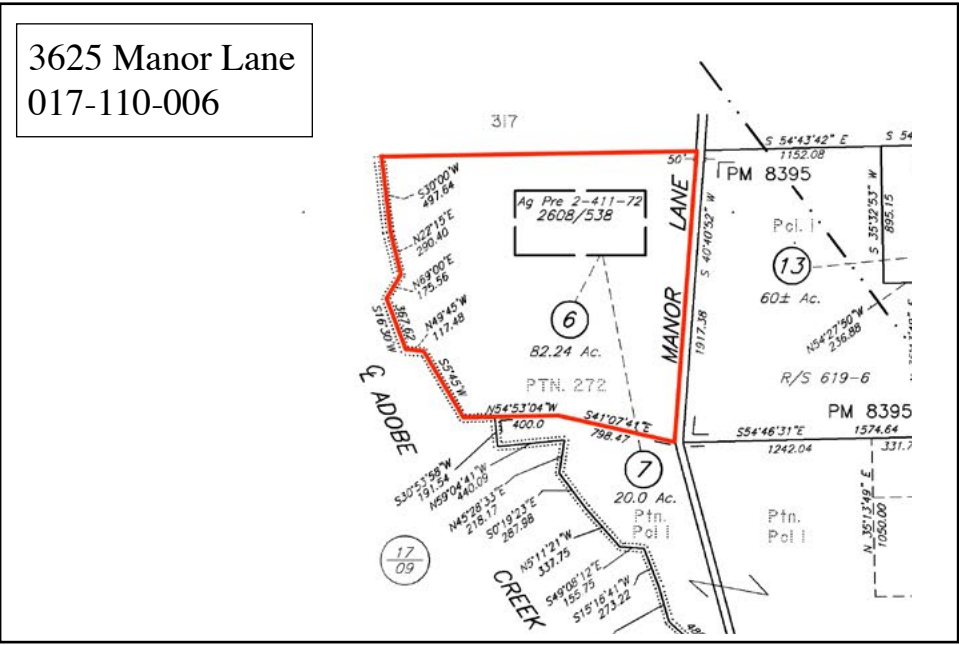 3625 Manor Lane
017-110-006
317
S 54°43'42" E
1152.08
S 54
50'
PM 8395
S30°00'W
497.64
N22°15'E
290.40
N69°00'E
175.56
367.62
S16°30'W
N49°45'W
117.48
S5°45'W
Ag Pre 2-411-72
2608/538
MANOR LANE
S 40°40'52" W
1917.38
Pcl. 1
13
60± Ac.
S 35°32'53" W
895.15
N54°27'50"W
236.88
6
82.24 Ac.
PTN. 272
R/S 619-6
PM 8395
℄ ADOBE
CREEK
N54°53'04"W
400.0
S41°07'41"E
798.47
S54°46'31"E
1242.04
1574.64
331.7
7
20.0 Ac.
Ptn.
Pcl 1
Ptn.
Pcl 1
N 35°13'49" E
1050.00
S30°53'58"W
191.54
N59°04'41"W
440.09
N45°28'33"E
218.17
S0°19'23"E
287.98
N5°11'21"W
337.75
S49°08'12"E
155.75
S15°16'41"W
273.22
17
09